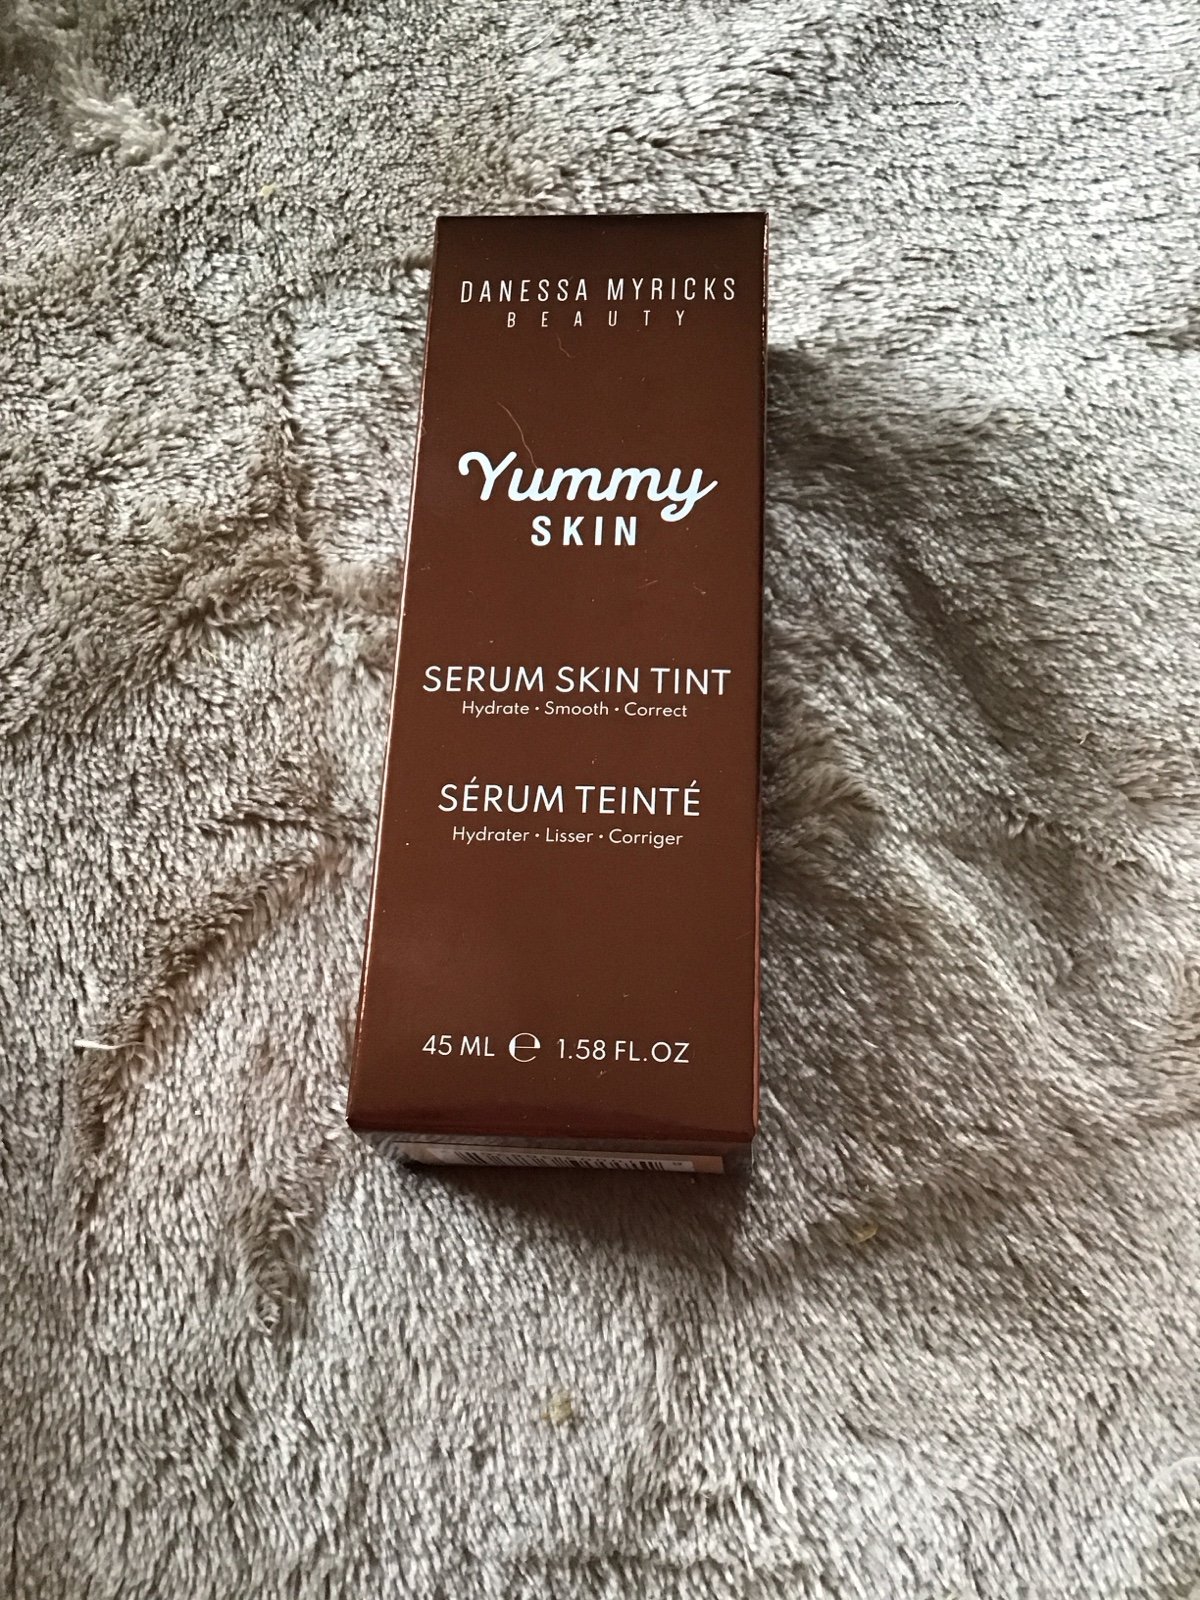 DANESSA MYRICKS
BEAUTY
Yummy
SKIN
SERUM SKIN TINT
Hydrate • Smooth • Correct
SÉRUM TEINTÉ
Hydrater • Lisser • Corriger
45 ML ℮ 1.58 FL.OZ